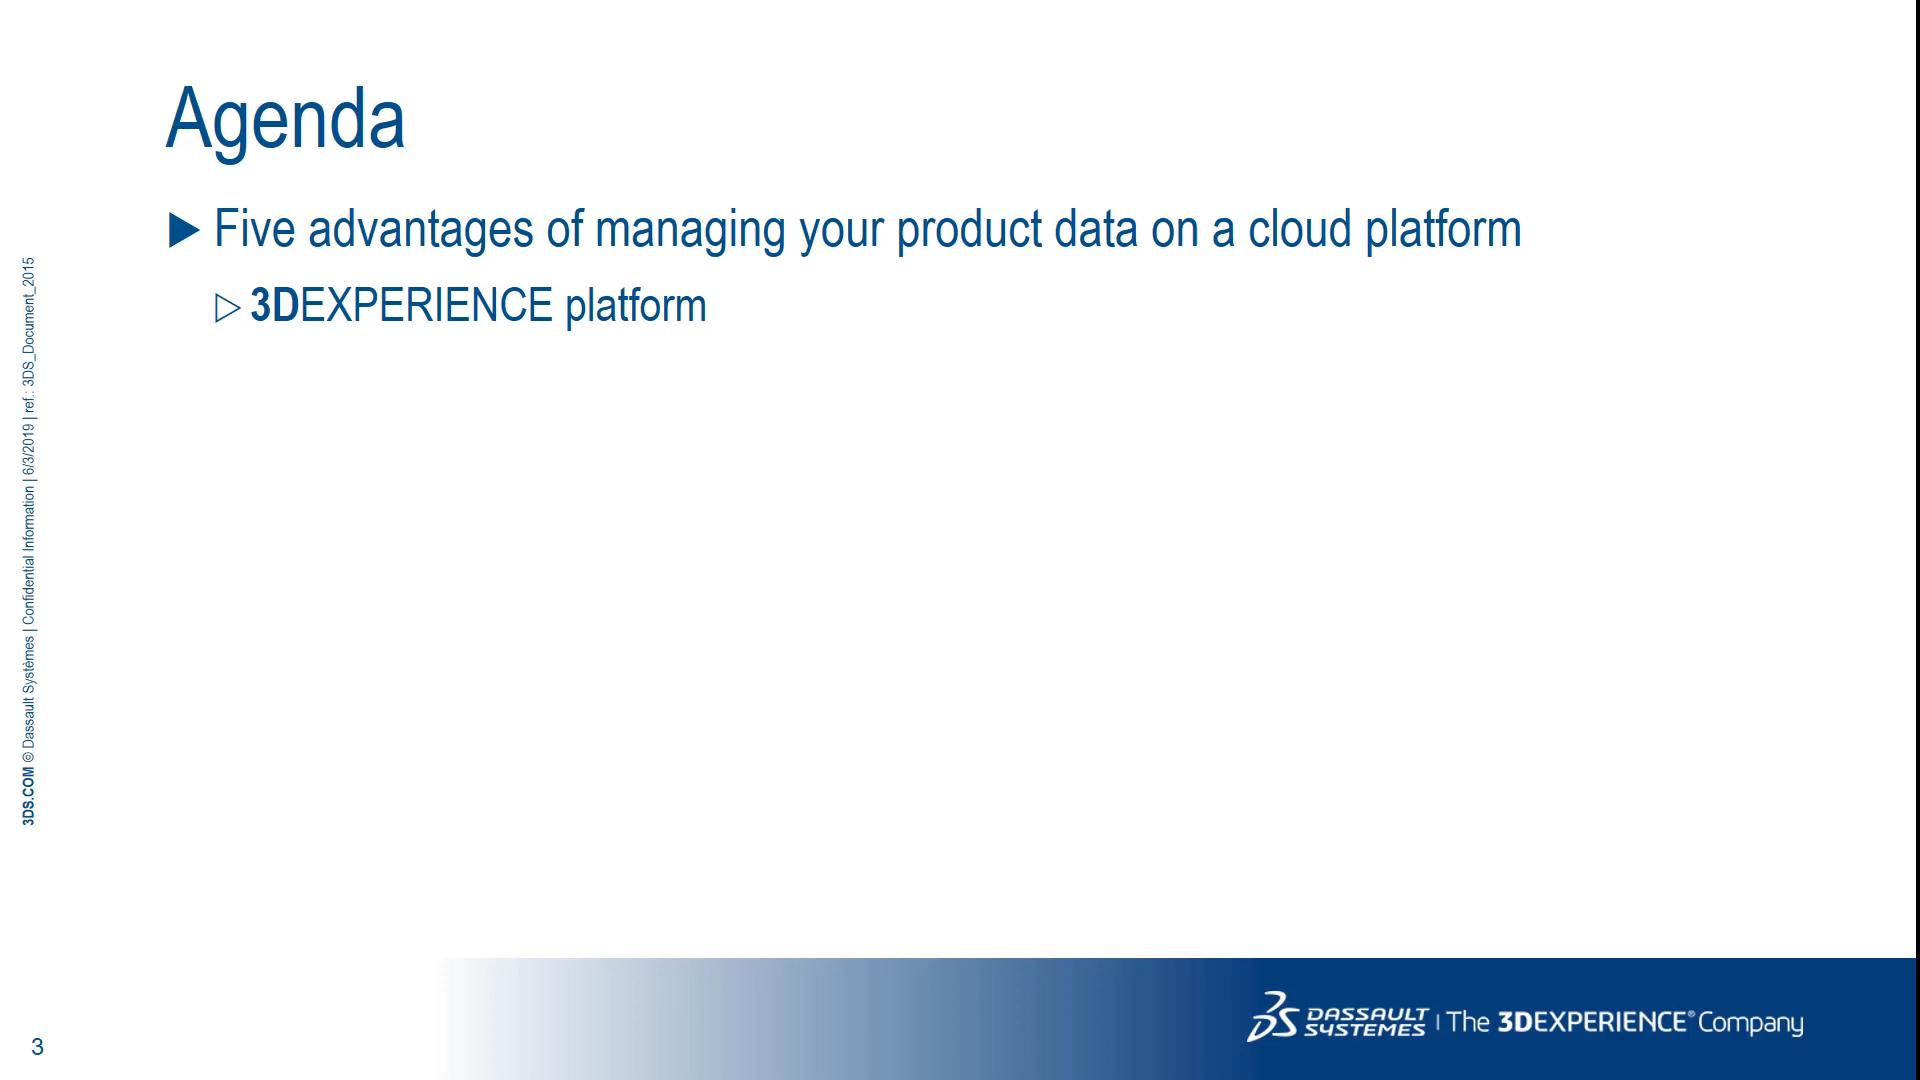 Agenda
▶ Five advantages of managing your product data on a cloud platform
▷ 3DEXPERIENCE platform
3DS.COM © Dassault Systèmes | Confidential Information | 6/3/2019 | ref.: 3DS_Document_2015
3
3DS DASSAULT SYSTEMES | The 3DEXPERIENCE® Company